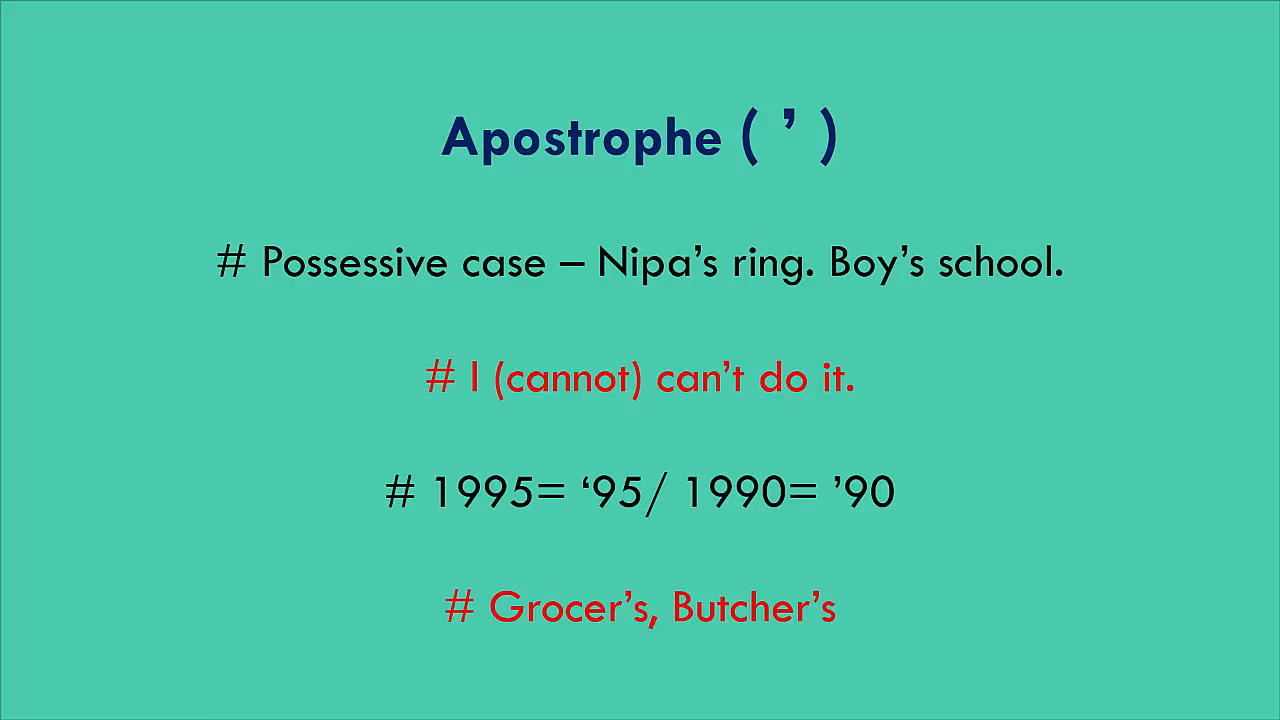 Apostrophe ( ’ )
# Possessive case – Nipa’s ring. Boy’s school.
# I (cannot) can’t do it.
# 1995= ‘95/ 1990= ’90
# Grocer’s, Butcher’s